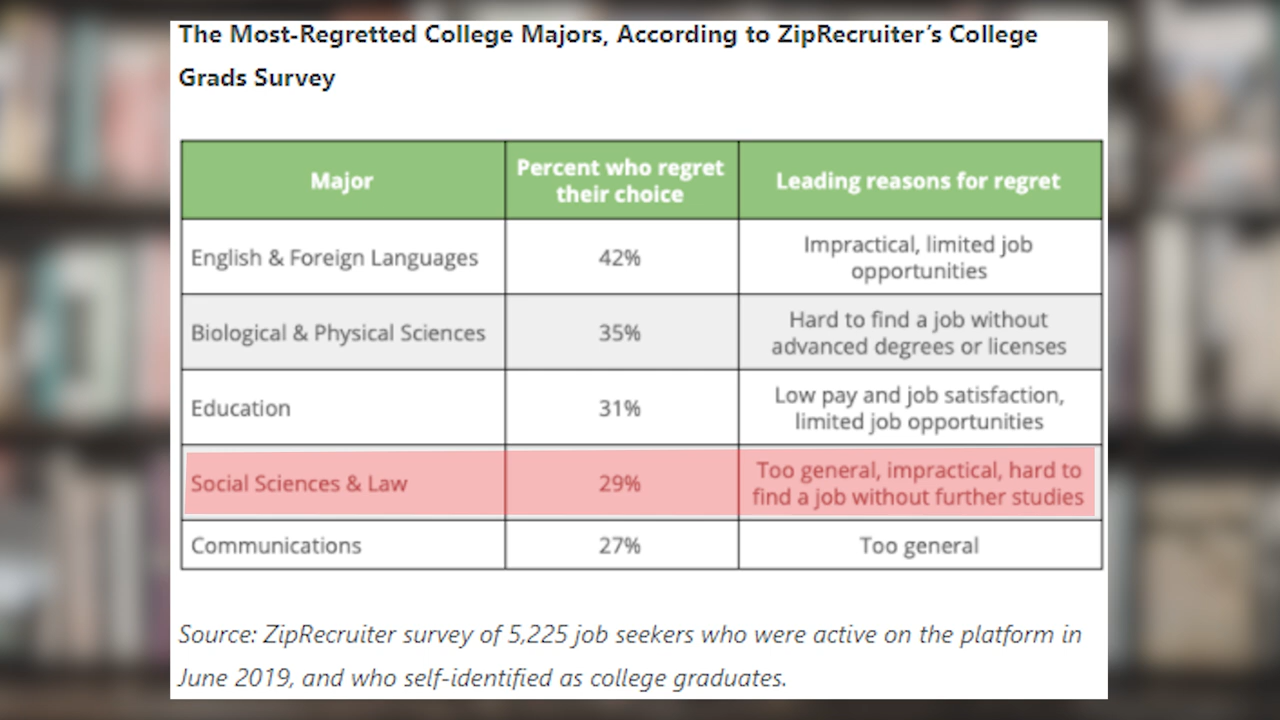 The Most-Regretted College Majors, According to ZipRecruiter’s College
Grads Survey
Major
Percent who regret
their choice
Leading reasons for regret
English & Foreign Languages
42%
Impractical, limited job
opportunities
Biological & Physical Sciences
35%
Hard to find a job without
advanced degrees or licenses
Education
31%
Low pay and job satisfaction,
limited job opportunities
Social Sciences & Law
29%
Too general, impractical, hard to
find a job without further studies
Communications
27%
Too general
Source: ZipRecruiter survey of 5,225 job seekers who were active on the platform in
June 2019, and who self-identified as college graduates.